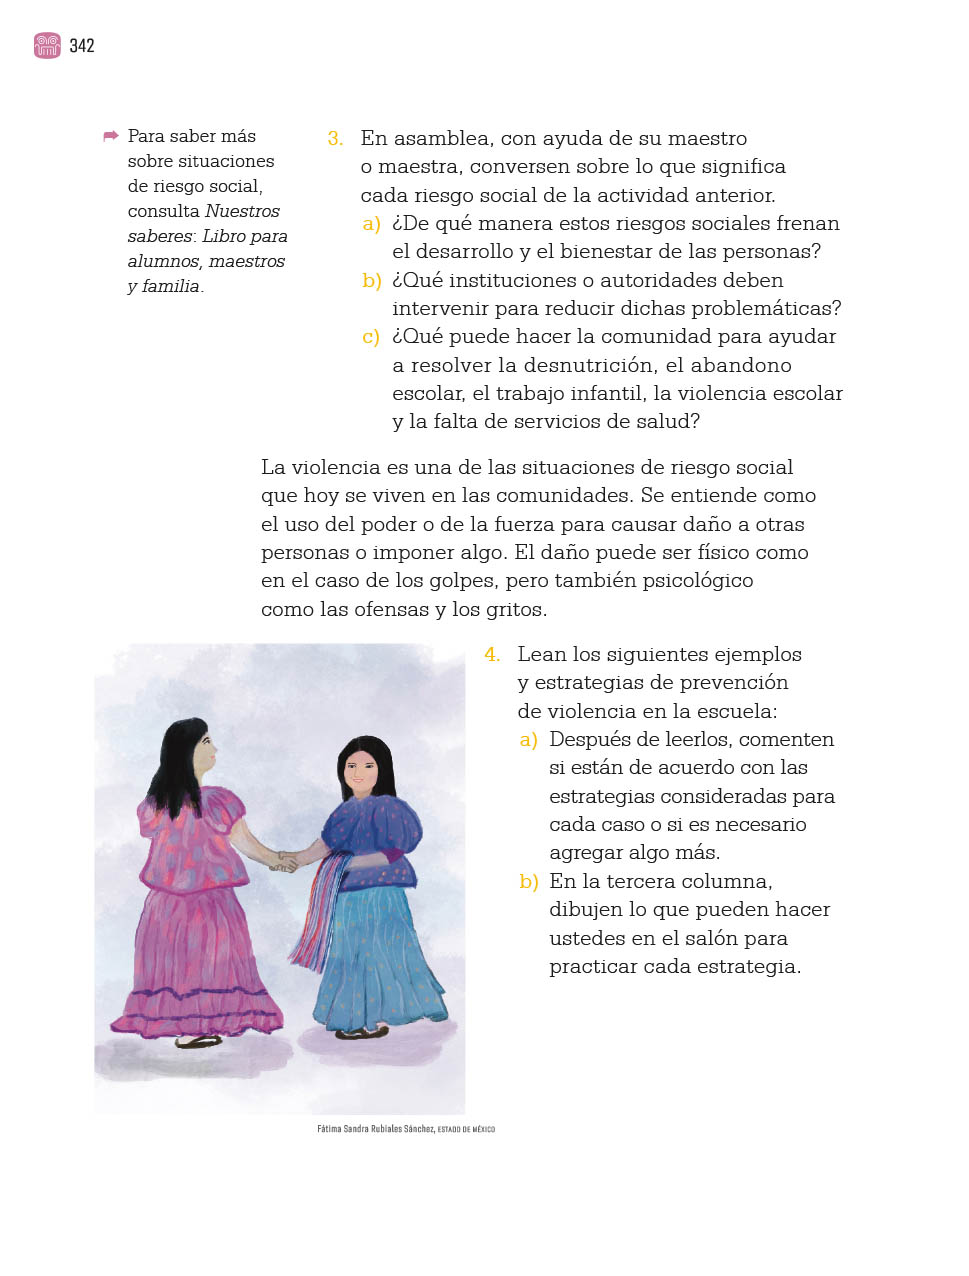 342
Para saber más
sobre situaciones
de riesgo social,
consulta Nuestros
saberes: Libro para
alumnos, maestros
y familia.
3. En asamblea, con ayuda de su maestro
o maestra, conversen sobre lo que significa
cada riesgo social de la actividad anterior.
a) ¿De qué manera estos riesgos sociales frenan
el desarrollo y el bienestar de las personas?
b) ¿Qué instituciones o autoridades deben
intervenir para reducir dichas problemáticas?
c) ¿Qué puede hacer la comunidad para ayudar
a resolver la desnutrición, el abandono
escolar, el trabajo infantil, la violencia escolar
y la falta de servicios de salud?
La violencia es una de las situaciones de riesgo social
que hoy se viven en las comunidades. Se entiende como
el uso del poder o de la fuerza para causar daño a otras
personas o imponer algo. El daño puede ser físico como
en el caso de los golpes, pero también psicológico
como las ofensas y los gritos.
4. Lean los siguientes ejemplos
y estrategias de prevención
de violencia en la escuela:
a) Después de leerlos, comenten
si están de acuerdo con las
estrategias consideradas para
cada caso o si es necesario
agregar algo más.
b) En la tercera columna,
dibujen lo que pueden hacer
ustedes en el salón para
practicar cada estrategia.
Fátima Sandra Rubiales Sánchez, ESTADO DE MÉXICO